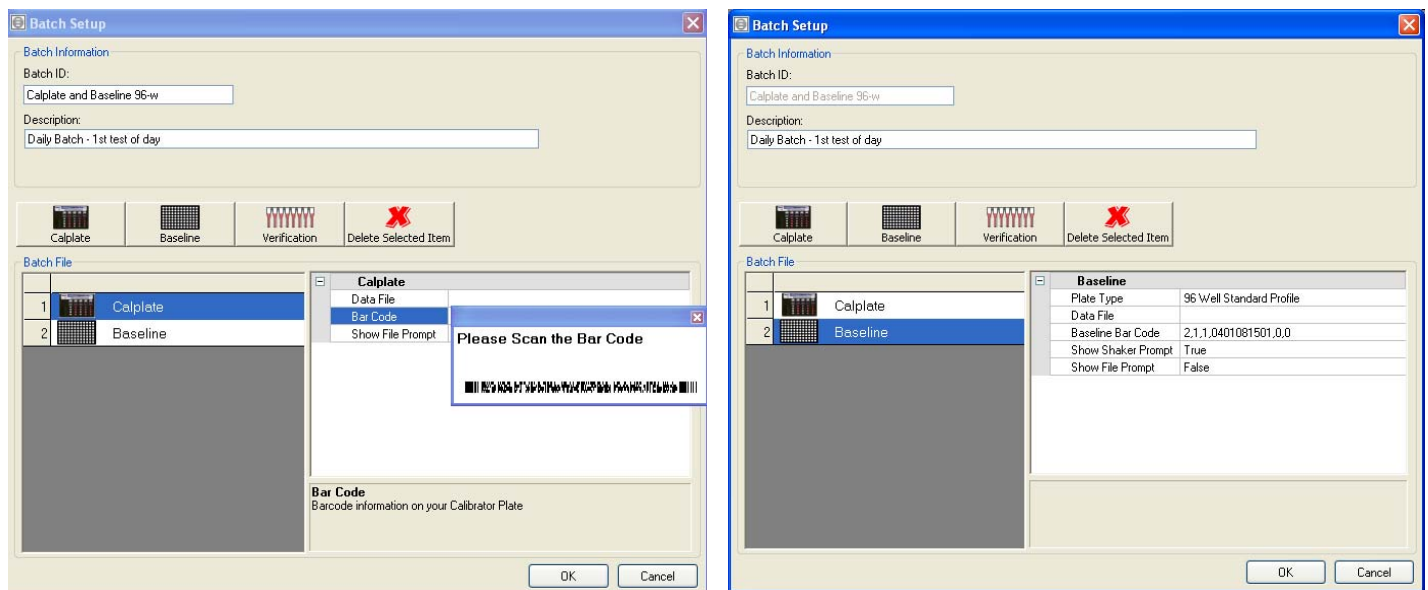 Batch Setup
Batch Information
Batch ID:
Calplate and Baseline 96-w
Description:
Daily Batch - 1st test of day
Calplate
Baseline
Verification
Delete Selected Item
Batch File
1 Calplate
2 Baseline
Calplate
Data File
Bar Code
Show File Prompt
Please Scan the Bar Code
Bar Code
Barcode information on your Calibrator Plate
OK
Cancel
Batch Setup
Batch Information
Batch ID:
Calplate and Baseline 96-w
Description:
Daily Batch - 1st test of day
Calplate
Baseline
Verification
Delete Selected Item
Batch File
1 Calplate
2 Baseline
Baseline
Plate Type 96 Well Standard Profile
Data File
Baseline Bar Code 2,1,1,0401081501,0,0
Show Shaker Prompt True
Show File Prompt False
OK
Cancel